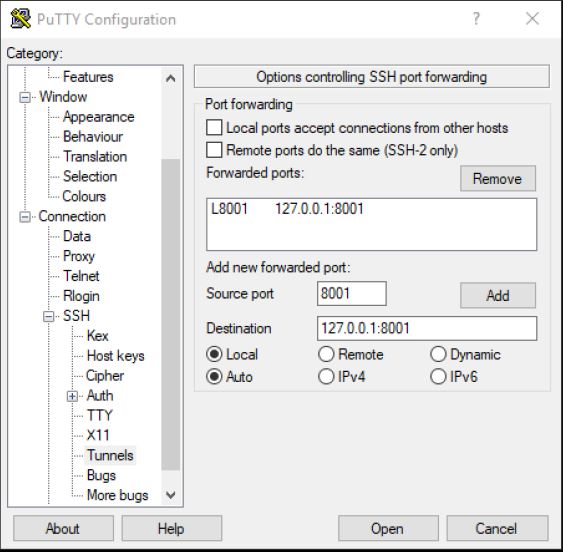 PuTTY Configuration
?
Category:
Features
Window
Appearance
Behaviour
Translation
Selection
Colours
Connection
Data
Proxy
Telnet
Rlogin
SSH
Kex
Host keys
Cipher
Auth
TTY
X11
Tunnels
Bugs
More bugs
Options controlling SSH port forwarding
Port forwarding
Local ports accept connections from other hosts
Remote ports do the same (SSH-2 only)
Forwarded ports:
Remove
L8001 127.0.0.1:8001
Add new forwarded port:
Source port 8001 Add
Destination 127.0.0.1:8001
Local Remote Dynamic
Auto IPv4 IPv6
About Help Open Cancel